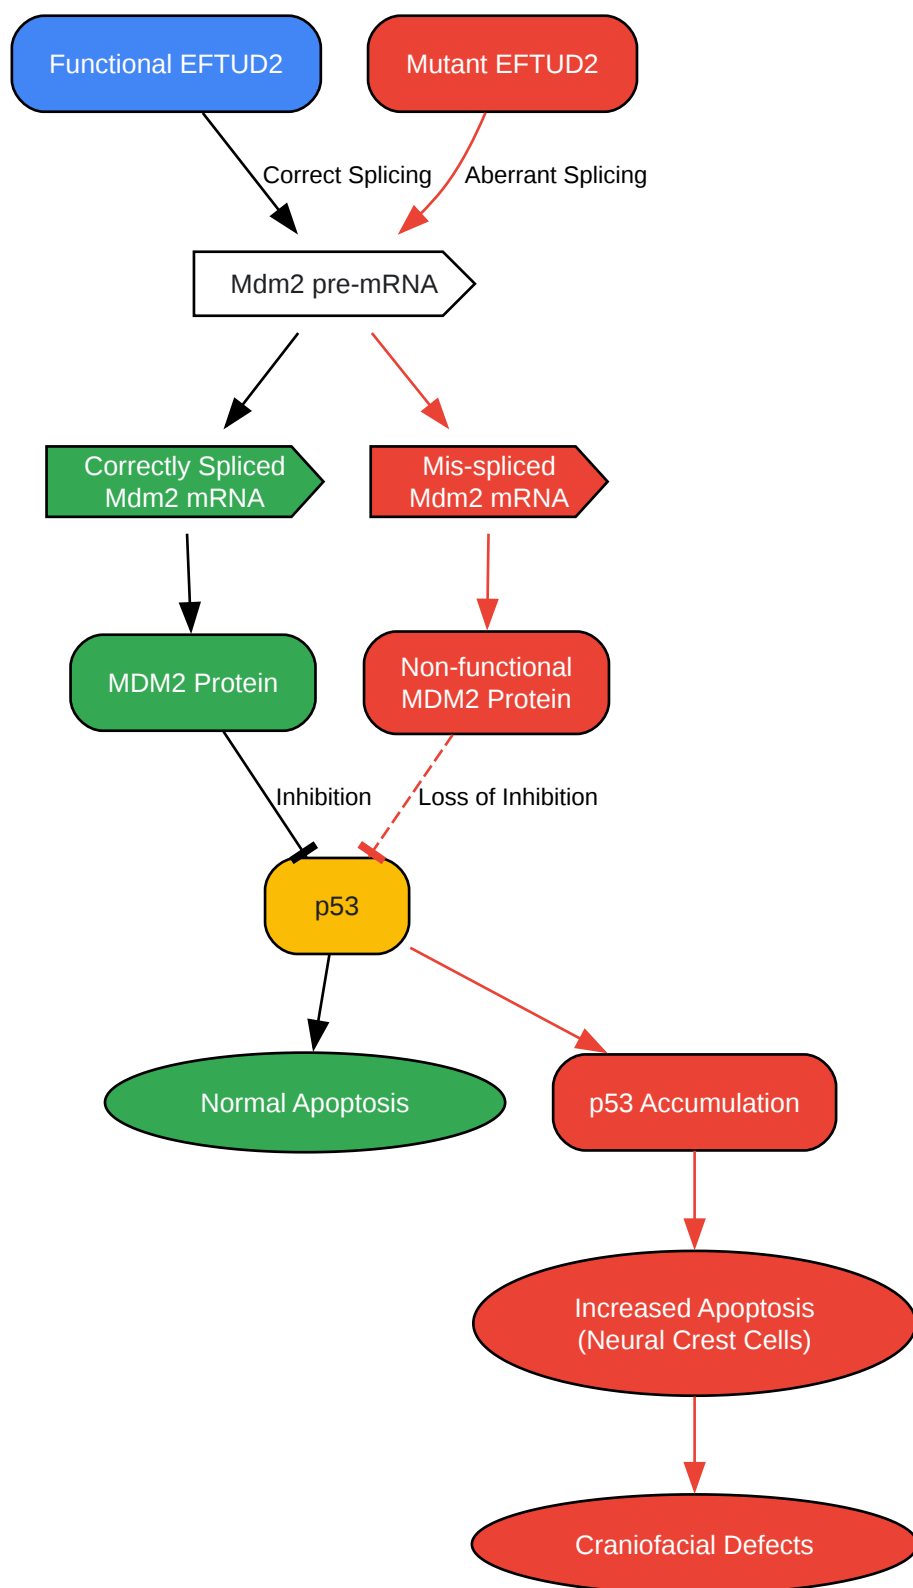 Functional EFTUD2
Mutant EFTUD2
Correct Splicing
Aberrant Splicing
Mdm2 pre-mRNA
Correctly Spliced
Mdm2 mRNA
Mis-spliced
Mdm2 mRNA
MDM2 Protein
Non-functional
MDM2 Protein
Inhibition
Loss of Inhibition
p53
Normal Apoptosis
p53 Accumulation
Increased Apoptosis
(Neural Crest Cells)
Craniofacial Defects